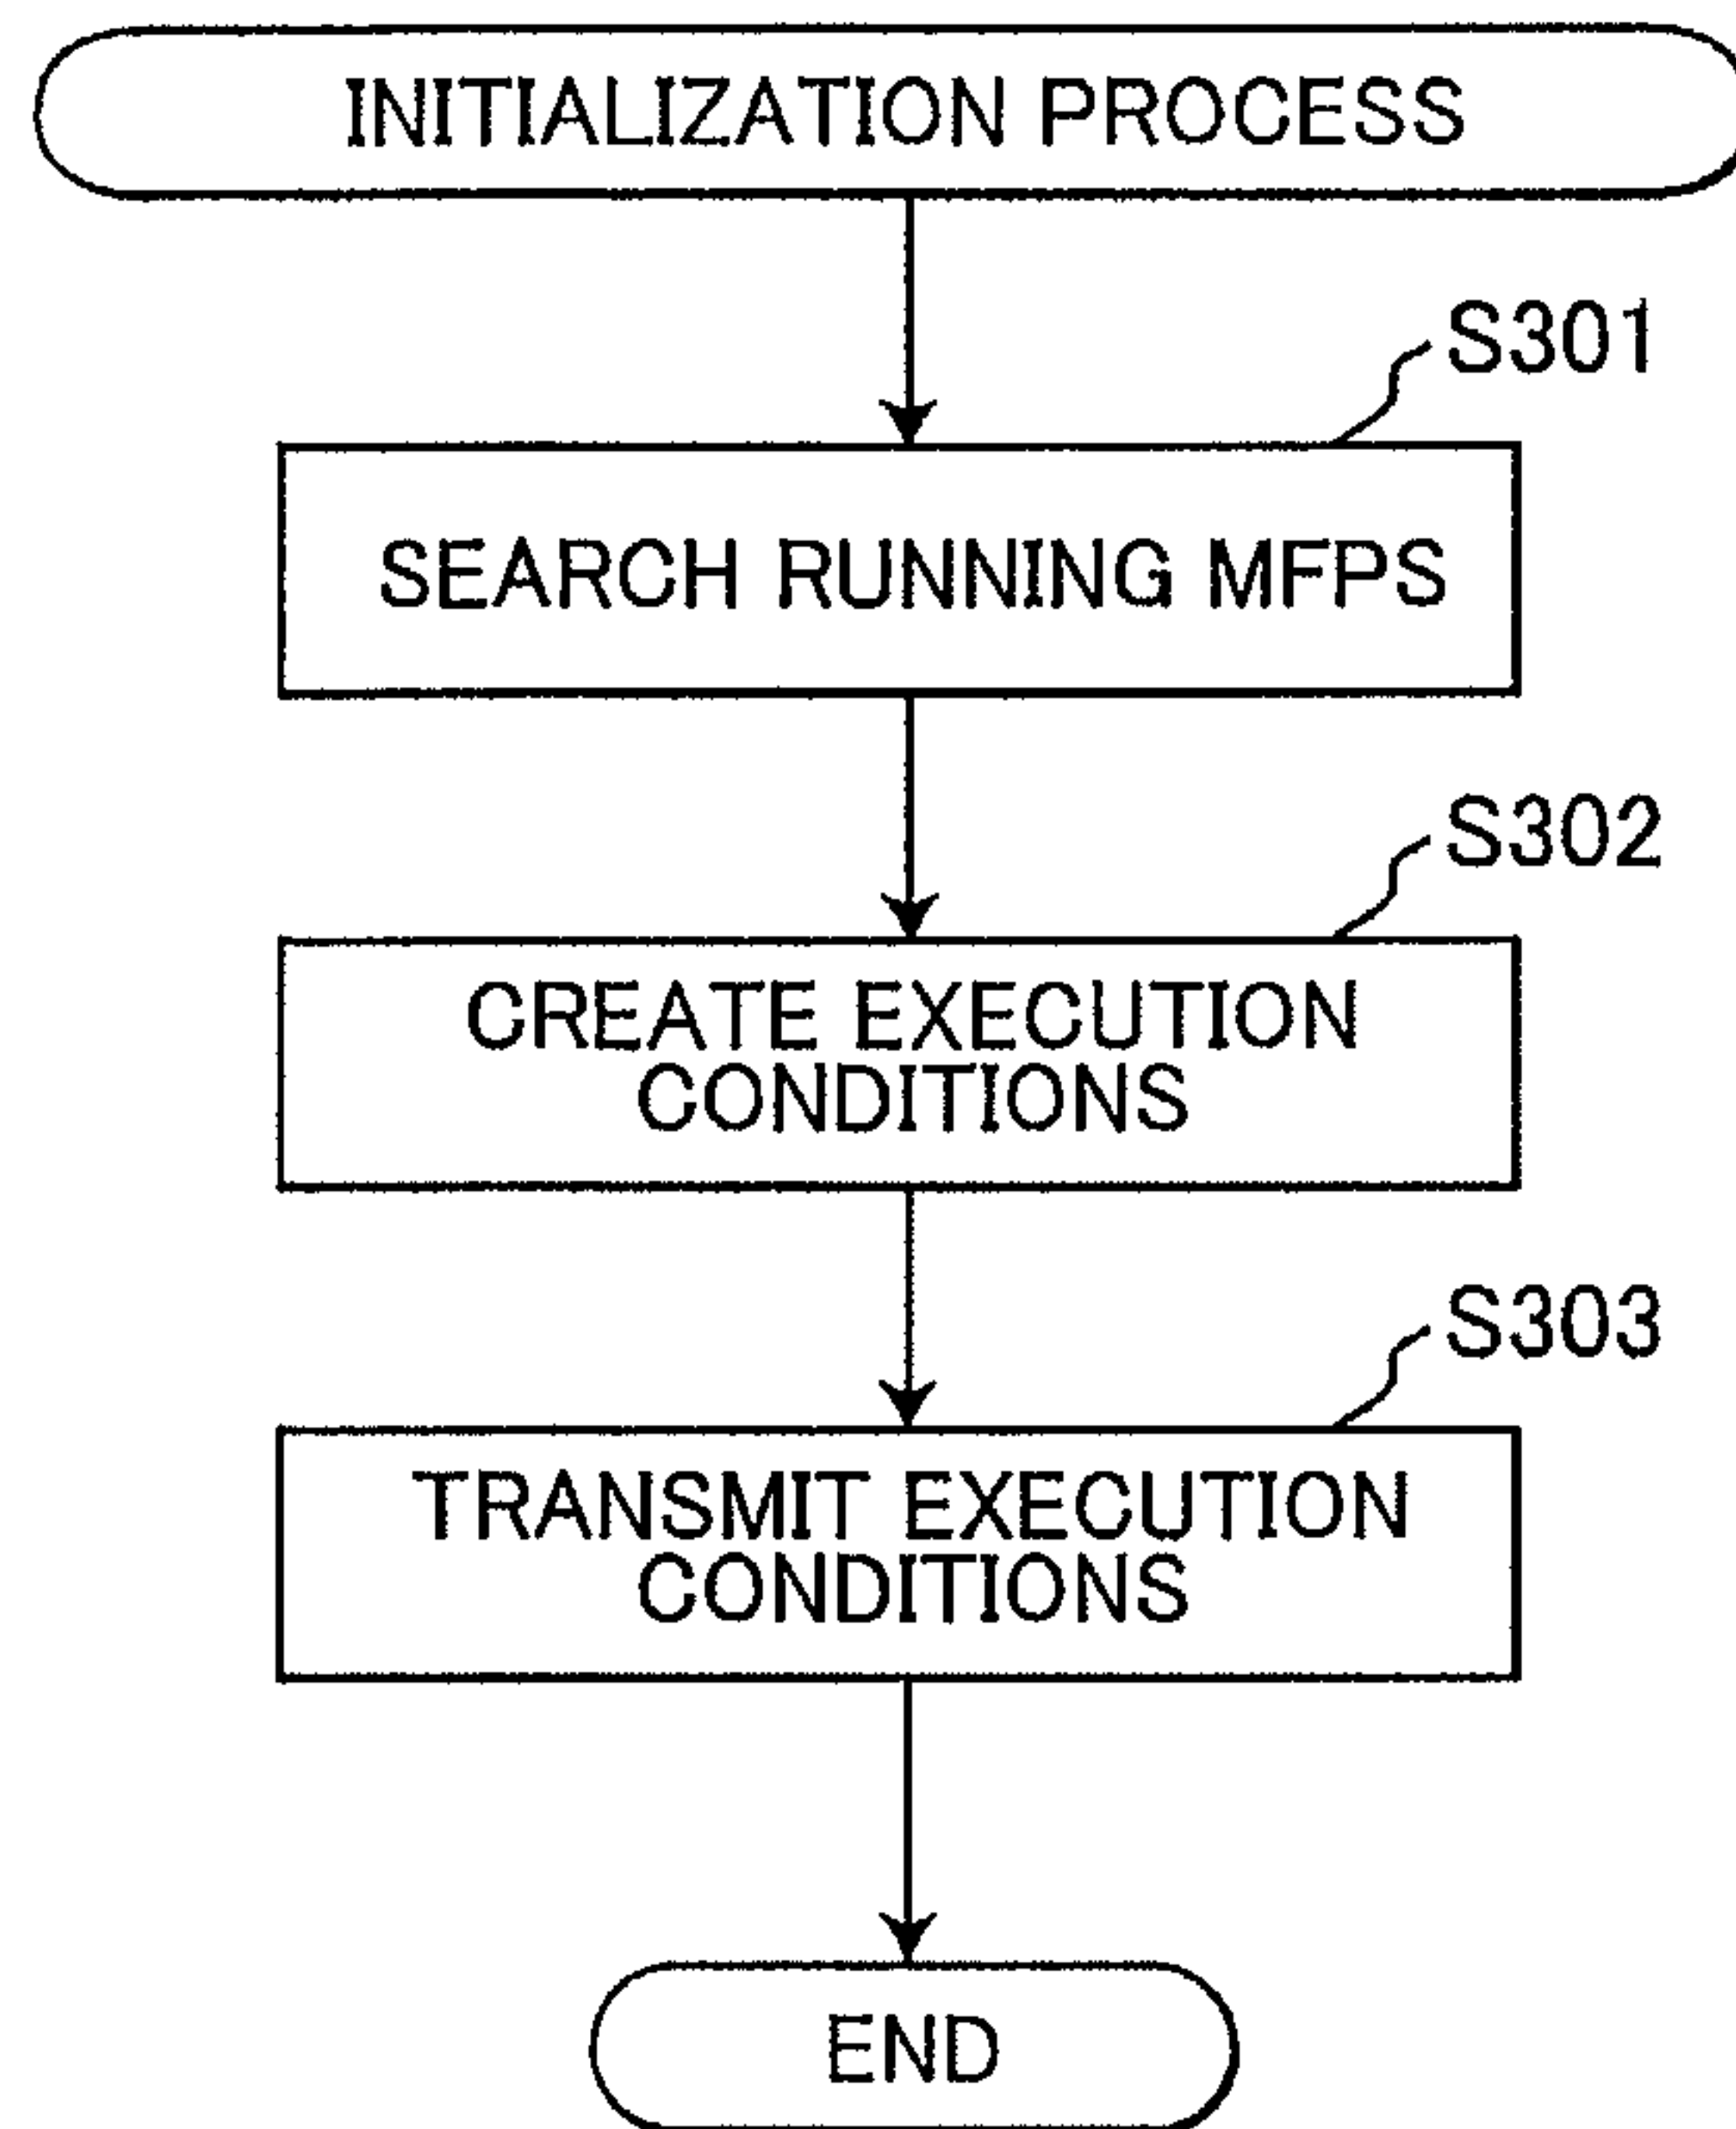 INITIALIZATION PROCESS
S301
SEARCH RUNNING MFPS
S302
CREATE EXECUTION
CONDITIONS
S303
TRANSMIT EXECUTION
CONDITIONS
END